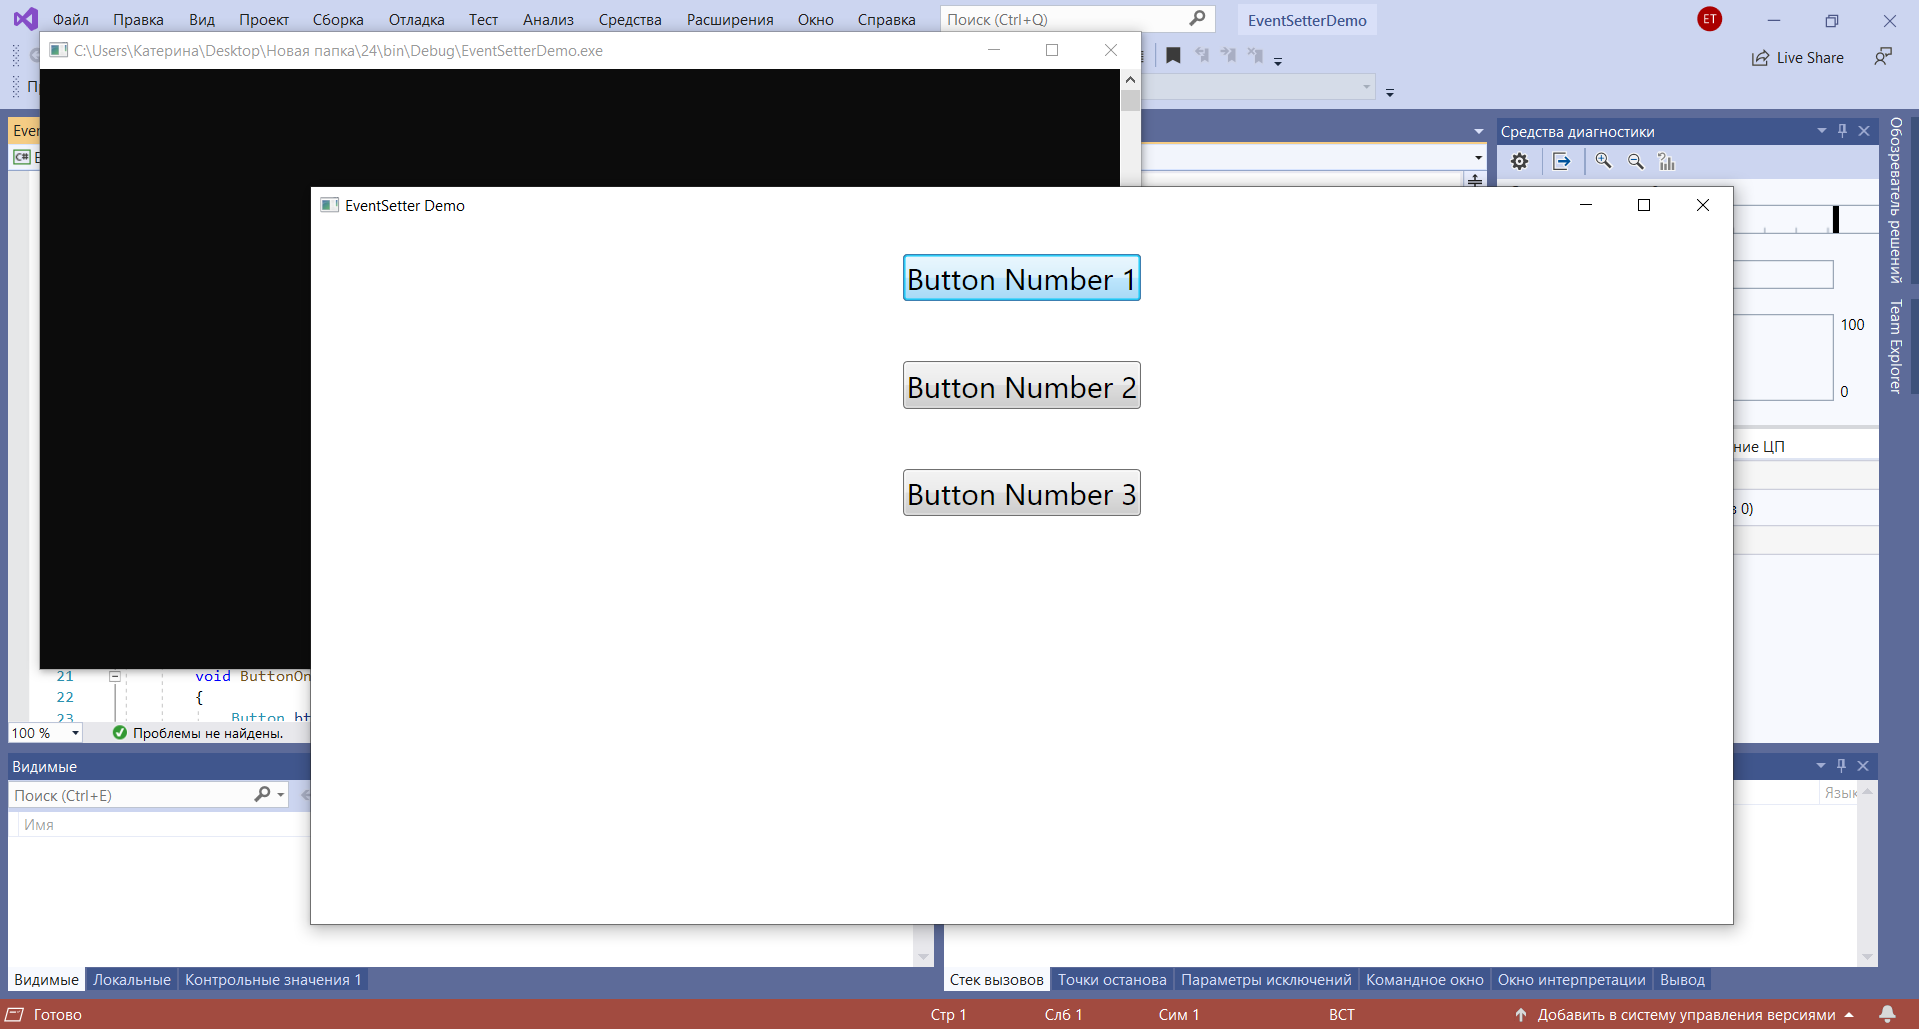 Файл Правка Вид Проект Сборка Отладка Тест Анализ Средства Расширения Окно Справка Поиск (Ctrl+Q) EventSetterDemo ET
C:\Users\Катерина\Desktop\Новая папка\24\bin\Debug\EventSetterDemo.exe
Live Share
Средства диагностики
Обозреватель решений
Team Explorer
C#
EventSetter Demo
Button Number 1
Button Number 2
Button Number 3
100
0
ние ЦП
0)
21 void ButtonOn
22 {
23 Button bt
100 % Проблемы не найдены.
Видимые
Поиск (Ctrl+E)
Имя
Язык
Видимые Локальные Контрольные значения 1
Стек вызовов Точки останова Параметры исключений Командное окно Окно интерпретации Вывод
Готово Стр 1 Слб 1 Сим 1 ВСТ Добавить в систему управления версиями